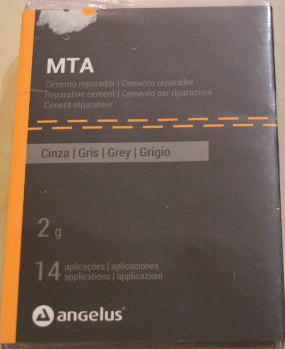 MTA
Cimento reparador | Cemento reparador
Reparative cement | Cemento per riparazioni
Ciment réparateur
Cinza | Gris | Grey | Grigio
2 g
14 aplicações | aplicaciones
applications | applicazioni
angelus®